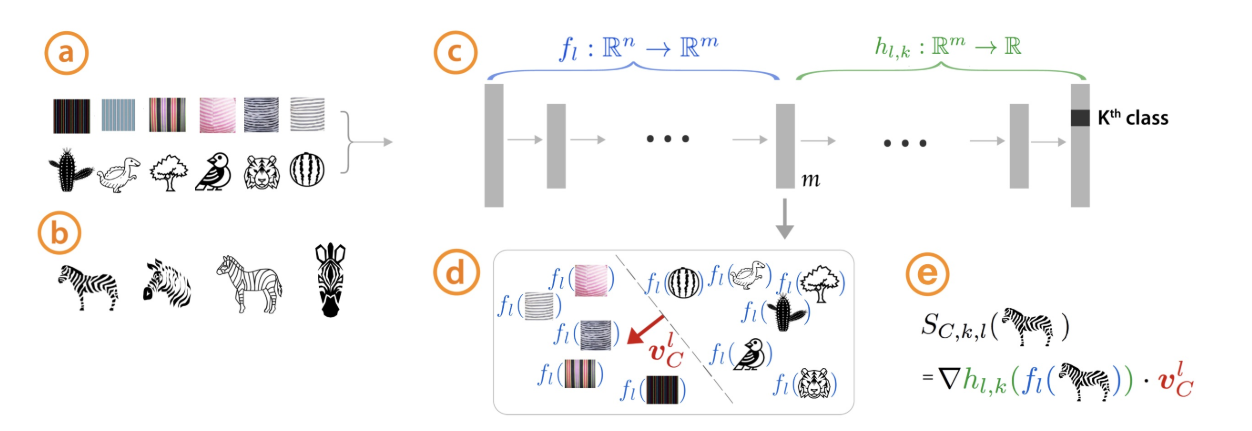 a
c
f_l : ℝ^n → ℝ^m
h_{l,k} : ℝ^m → ℝ
K^th class
m
b
d
f_l( )
f_l( )
f_l( )
f_l( )
f_l( )
f_l( )
f_l( )
f_l( )
f_l( )
f_l( )
f_l( )
v_C^l
e
S_{C,k,l}( )
= ∇h_{l,k}(f_l( )) · v_C^l